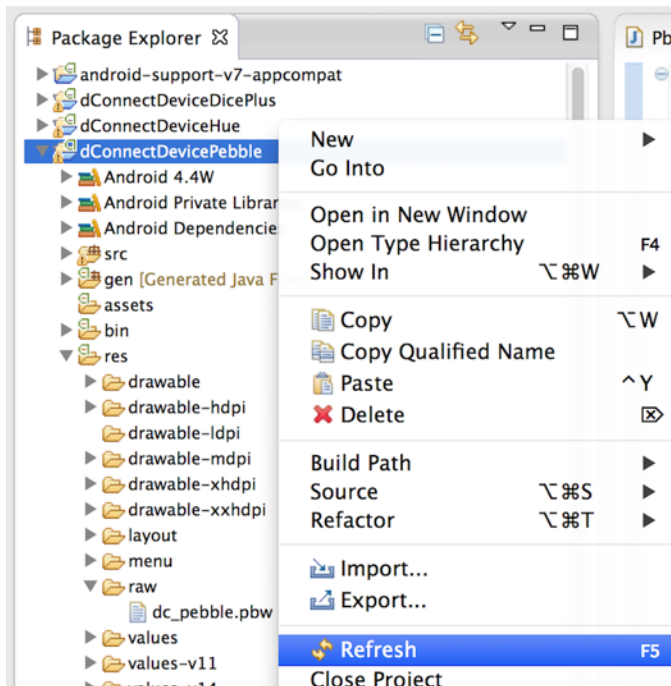 Package Explorer
Pb
android-support-v7-appcompat
dConnectDeviceDicePlus
dConnectDeviceHue
dConnectDevicePebble
Android 4.4W
Android Private Librar
Android Dependencie
src
gen [Generated Java F
assets
bin
res
drawable
drawable-hdpi
drawable-ldpi
drawable-mdpi
drawable-xhdpi
drawable-xxhdpi
layout
menu
raw
dc_pebble.pbw
values
values-v11
values-v14
New
Go Into
Open in New Window
Open Type Hierarchy F4
Show In ⌥⌘W
Copy ⌥W
Copy Qualified Name
Paste ^Y
Delete ⌦
Build Path
Source ⌥⌘S
Refactor ⌥⌘T
Import...
Export...
Refresh F5
Close Project